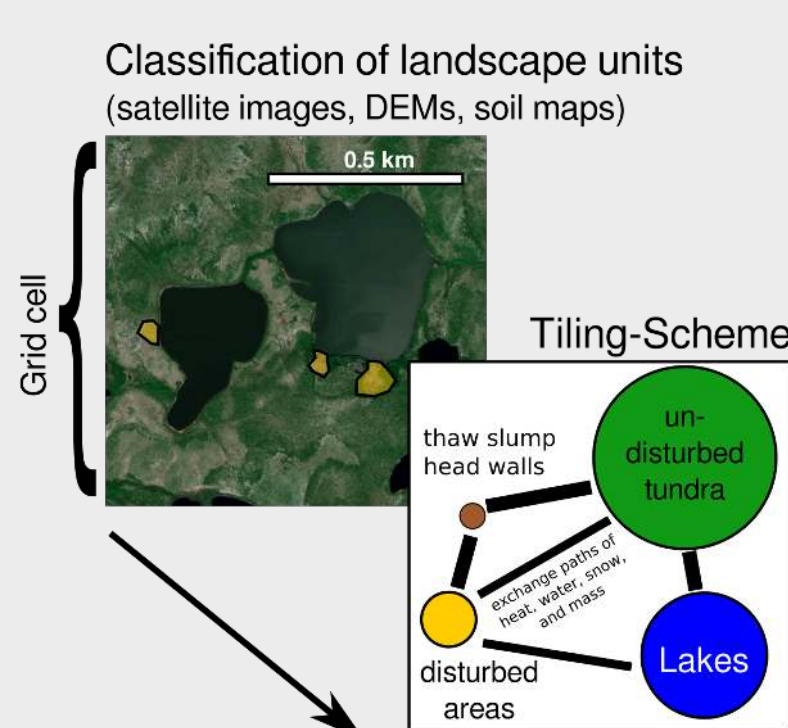 Classification of landscape units
(satellite images, DEMs, soil maps)
0.5 km
Grid cell
Tiling-Scheme
thaw slump
head walls
un-
disturbed
tundra
exchange paths of
heat, water, snow,
and mass
Lakes
disturbed
areas